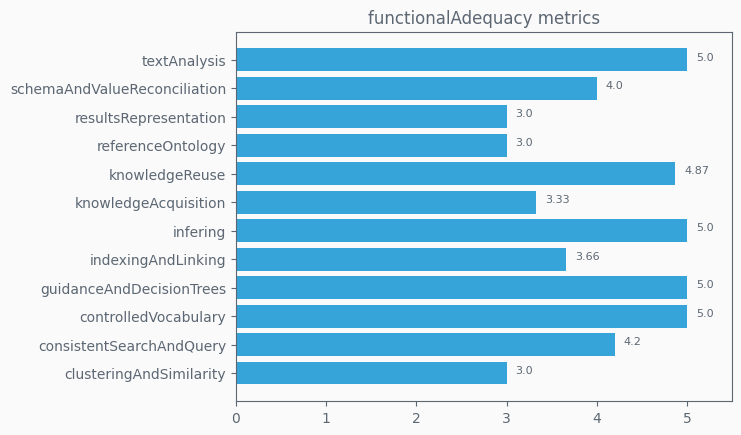 functionalAdequacy metrics
textAnalysis 5.0
schemaAndValueReconciliation 4.0
resultsRepresentation 3.0
referenceOntology 3.0
knowledgeReuse 4.87
knowledgeAcquisition 3.33
infering 5.0
indexingAndLinking 3.66
guidanceAndDecisionTrees 5.0
controlledVocabulary 5.0
consistentSearchAndQuery 4.2
clusteringAndSimilarity 3.0
0 1 2 3 4 5